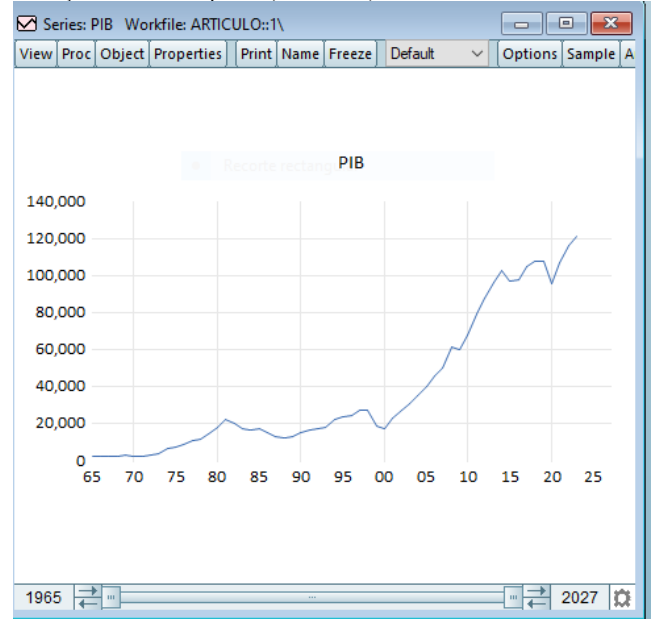 Series: PIB Workfile: ARTICULO::1\
View Proc Object Properties Print Name Freeze Default Options Sample A
Recorte rectang
PIB
140,000
120,000
100,000
80,000
60,000
40,000
20,000
0
65 70 75 80 85 90 95 00 05 10 15 20 25
1965 ... 2027